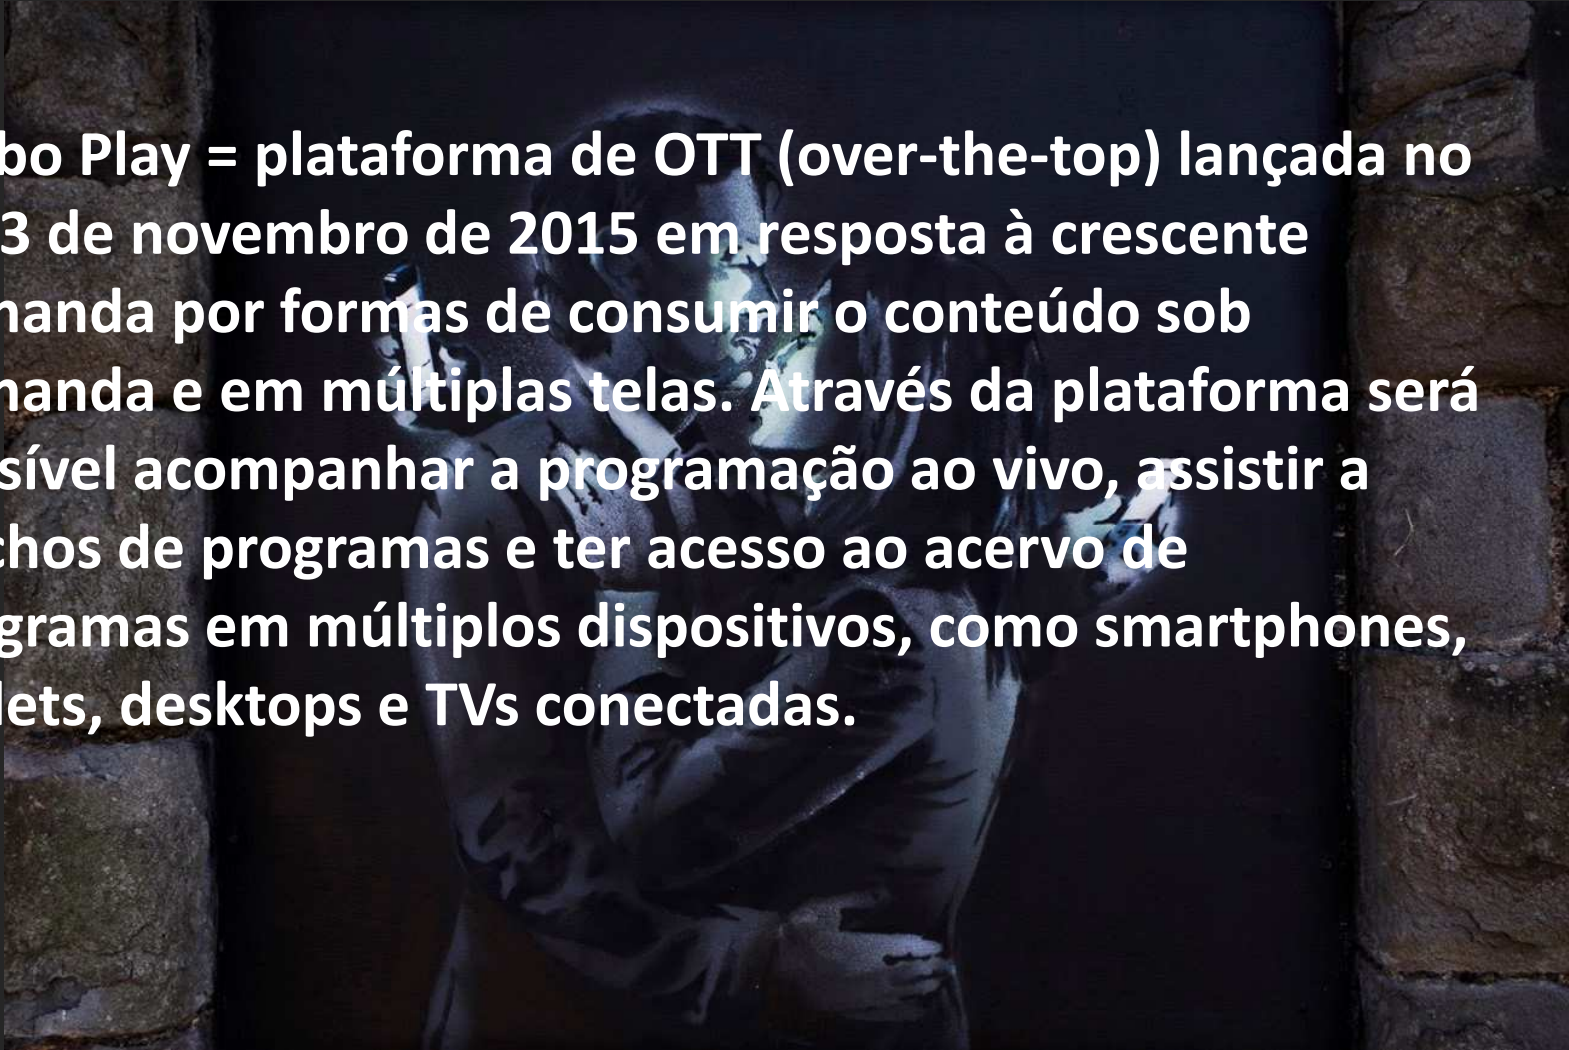 bo Play = plataforma de OTT (over-the-top) lançada no
3 de novembro de 2015 em resposta à crescente
manda por formas de consumir o conteúdo sob
manda e em múltiplas telas. Através da plataforma será
sível acompanhar a programação ao vivo, assistir a
chos de programas e ter acesso ao acervo de
gramas em múltiplos dispositivos, como smartphones,
lets, desktops e TVs conectadas.